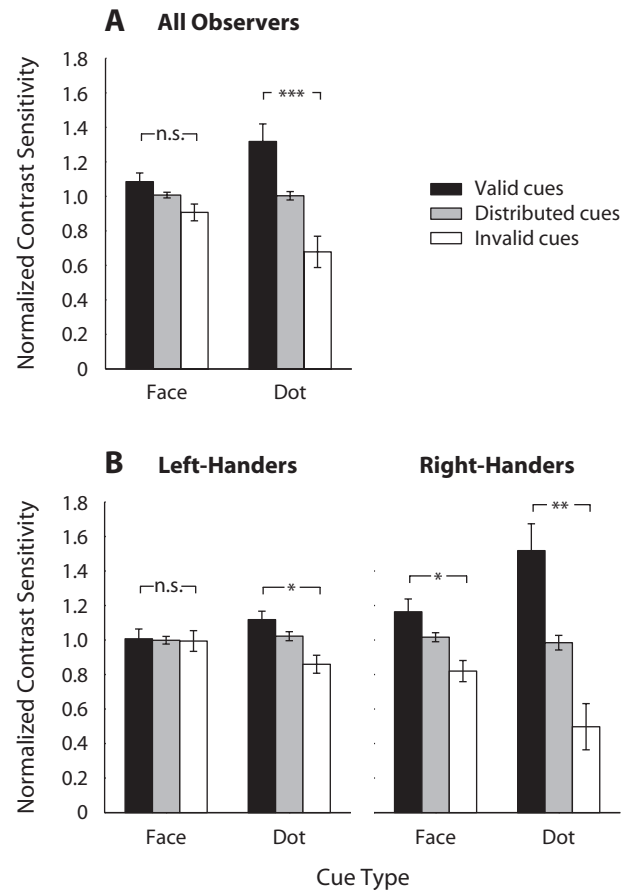 A All Observers
Normalized Contrast Sensitivity
1.8
1.6
1.4
1.2
1.0
0.8
0.6
0.4
0.2
0
n.s.
***
Face Dot
Valid cues
Distributed cues
Invalid cues
B Left-Handers Right-Handers
Normalized Contrast Sensitivity
1.8
1.6
1.4
1.2
1.0
0.8
0.6
0.4
0.2
0
n.s.
*
*
**
Face Dot Face Dot
Cue Type